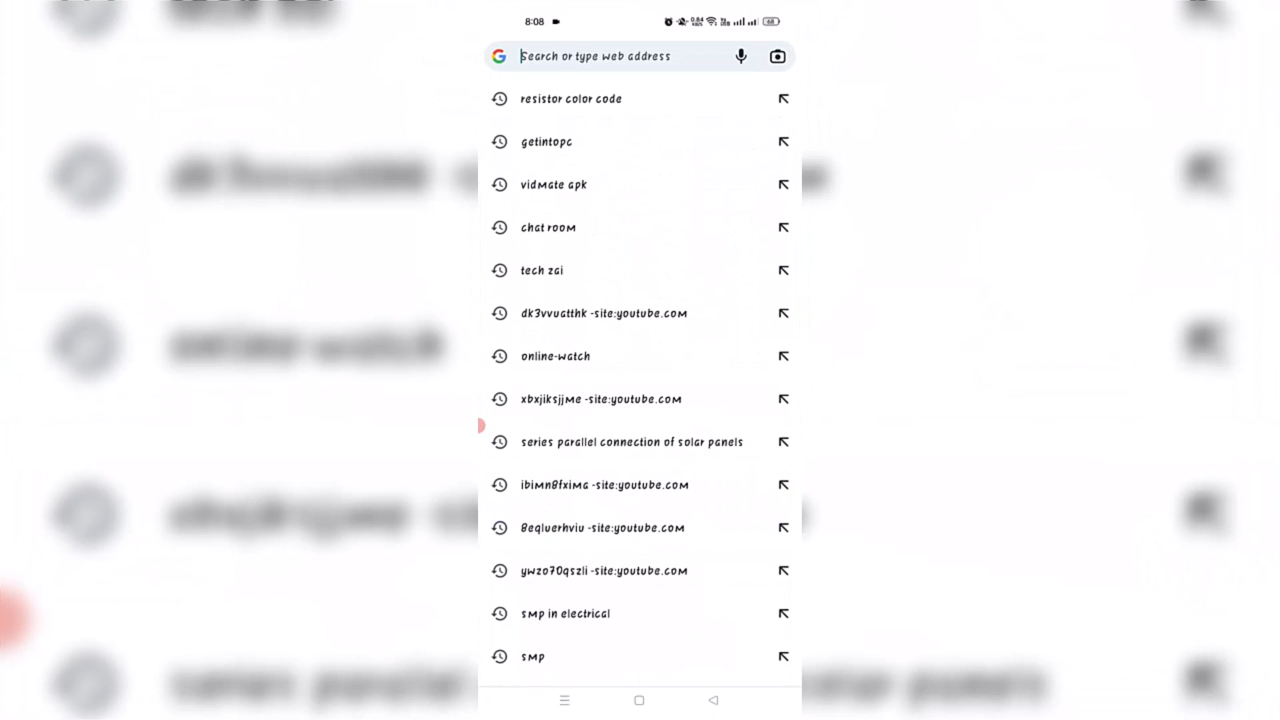 8:08
Search or type web address
resistor color code
getintopc
vidmate apk
chat room
tech zai
dk3vvuatthk -site:youtube.com
online-watch
xbxjiksjjme -site:youtube.com
series parallel connection of solar panels
ibimn8fxima -site:youtube.com
8eqluerhviu -site:youtube.com
ywzo70qszli -site:youtube.com
smp in electrical
smp